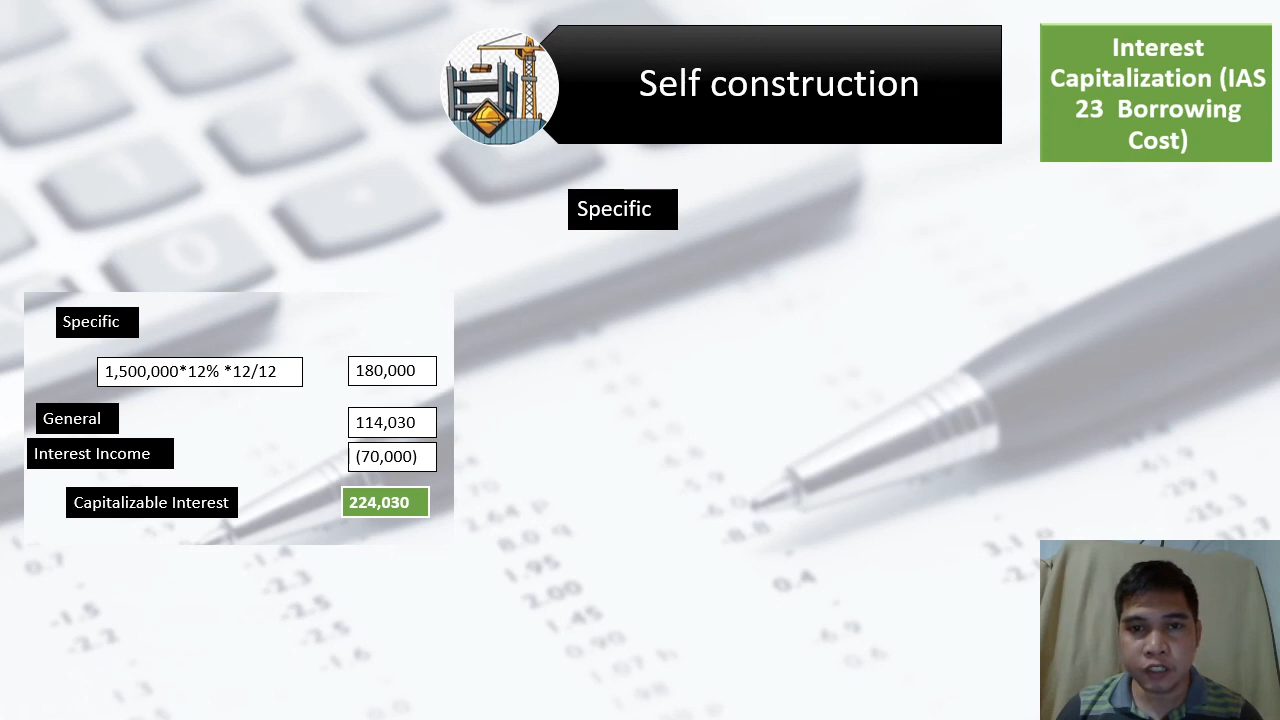 Self construction
Interest
Capitalization (IAS
23 Borrowing
Cost)
Specific
Specific
1,500,000*12% *12/12
180,000
General
114,030
Interest Income
(70,000)
Capitalizable Interest
224,030